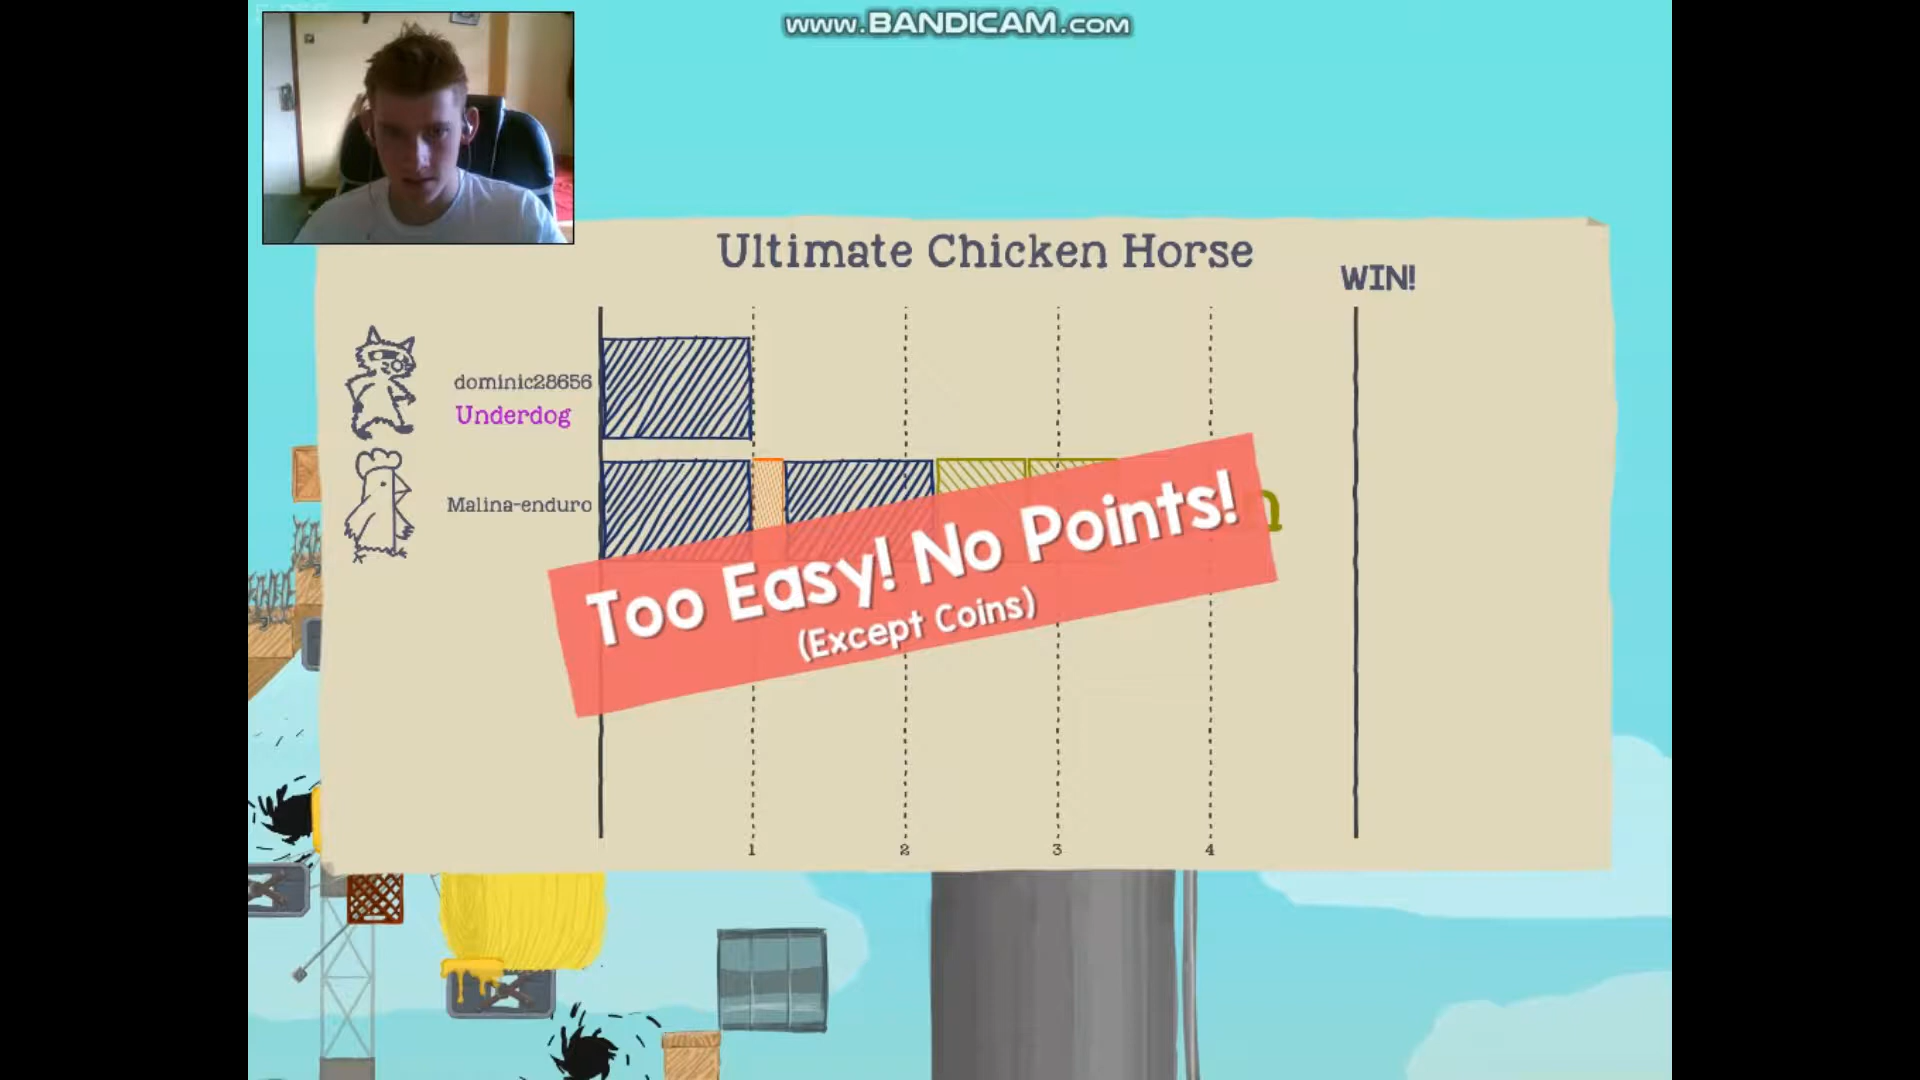 www.BANDICAM.com
Ultimate Chicken Horse
WIN!
dominic28656
Underdog
Malina-enduro
Too Easy! No Points!
(Except Coins)
1 2 3 4